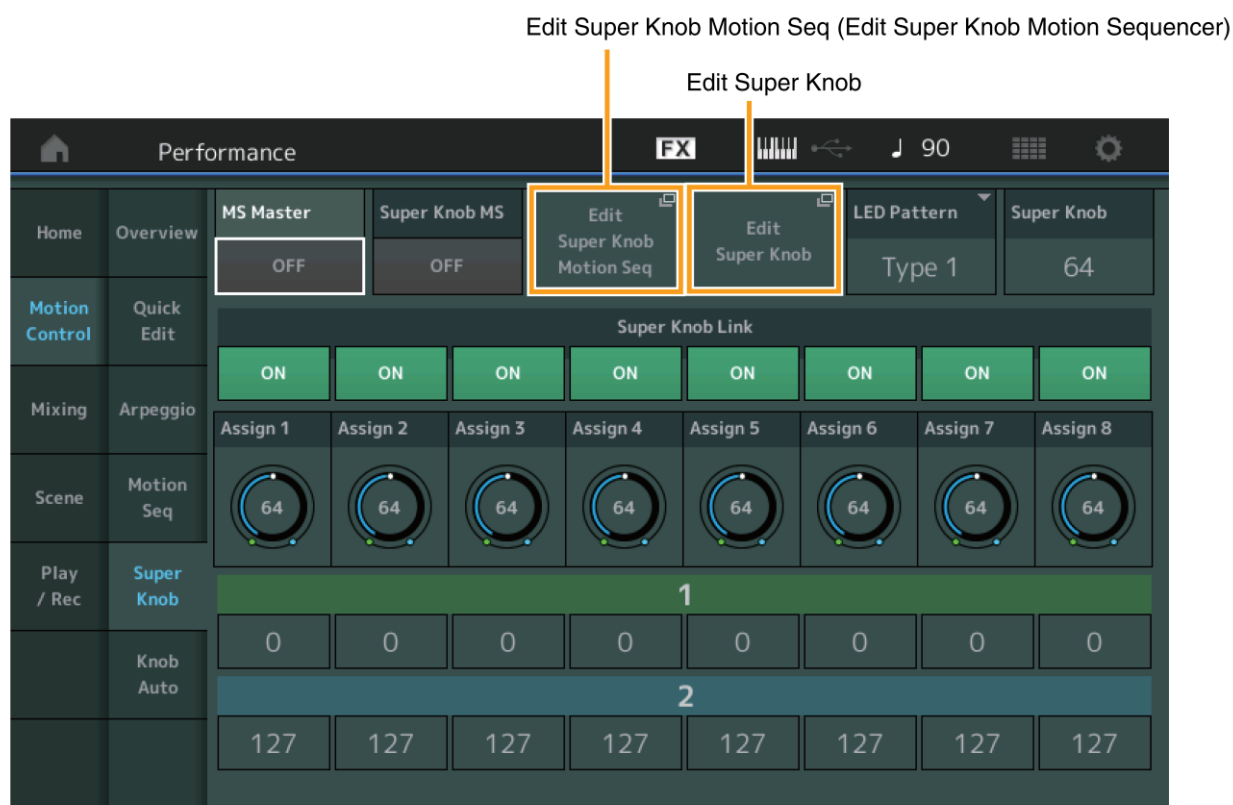 Edit Super Knob Motion Seq (Edit Super Knob Motion Sequencer)
Edit Super Knob
Performance
FX
90
Home
Overview
MS Master
OFF
Super Knob MS
OFF
Edit
Super Knob
Motion Seq
Edit
Super Knob
LED Pattern
Type 1
Super Knob
64
Motion
Control
Quick
Edit
Mixing
Arpeggio
Scene
Motion
Seq
Play
/ Rec
Super
Knob
Knob
Auto
Super Knob Link
ON ON ON ON ON ON ON ON
Assign 1 Assign 2 Assign 3 Assign 4 Assign 5 Assign 6 Assign 7 Assign 8
64 64 64 64 64 64 64 64
1
0 0 0 0 0 0 0 0
2
127 127 127 127 127 127 127 127